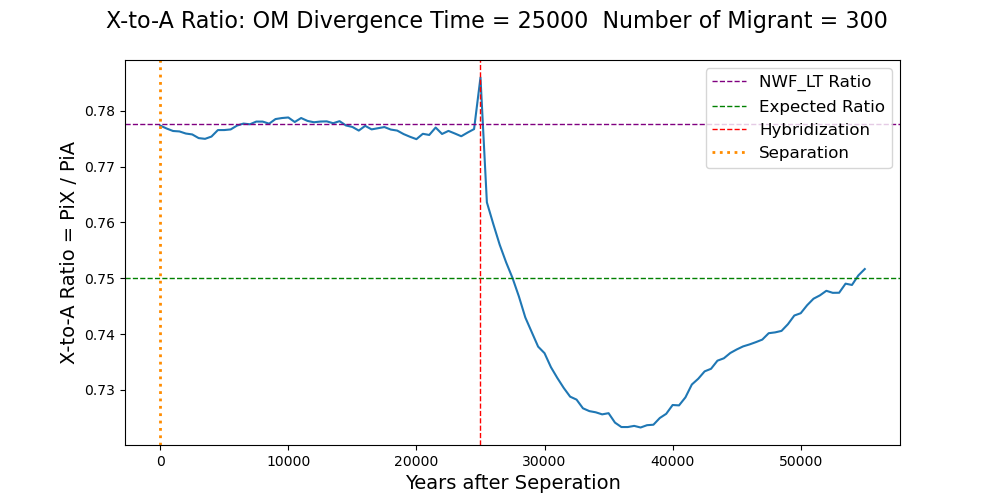 X-to-A Ratio: OM Divergence Time = 25000  Number of Migrant = 300
X-to-A Ratio = PiX / PiA
0.78
0.77
0.76
0.75
0.74
0.73
NWF_LT Ratio
Expected Ratio
Hybridization
Separation
0 10000 20000 30000 40000 50000
Years after Seperation